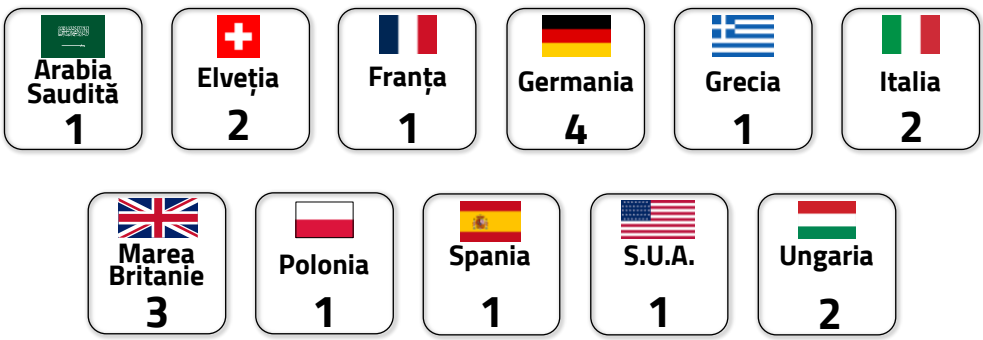 Arabia
Saudită
1
Elveția
2
Franța
1
Germania
4
Grecia
1
Italia
2
Marea
Britanie
3
Polonia
1
Spania
1
S.U.A.
1
Ungaria
2